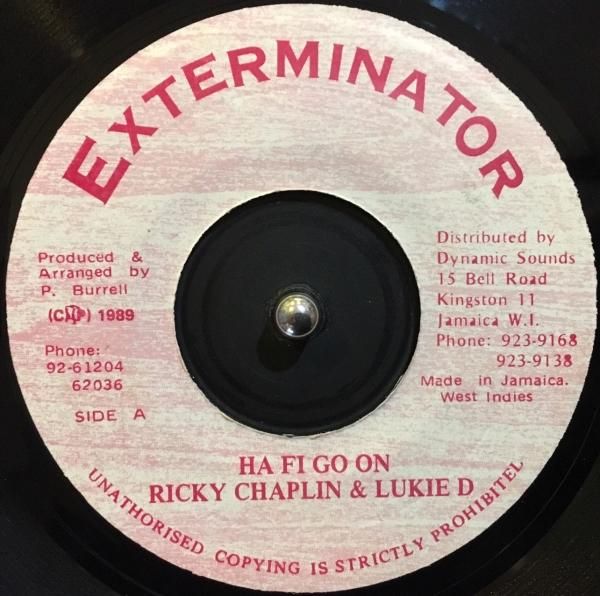 EXTERMINATOR
Produced &
Arranged by
P. Burrell
1989
Phone:
92-61204
62036
SIDE A
Distributed by
Dynamic Sounds
15 Bell Road
Kingston 11
Jamaica W.I.
Phone: 923-9168
923-9138
Made in Jamaica.
West Indies
HA FI GO ON
RICKY CHAPLIN & LUKIE D
UNATHORISED COPYING IS STRICTLY PROHIBITEL